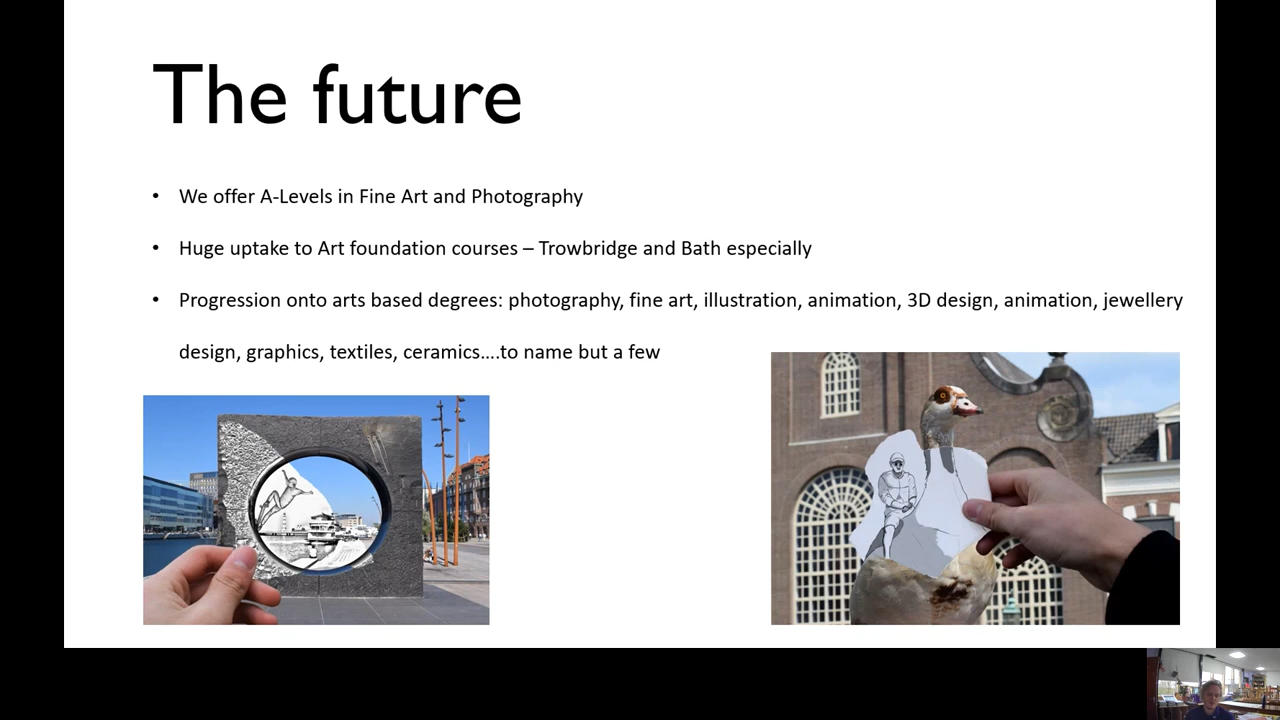 The future
• We offer A-Levels in Fine Art and Photography
• Huge uptake to Art foundation courses – Trowbridge and Bath especially
• Progression onto arts based degrees: photography, fine art, illustration, animation, 3D design, animation, jewellery
design, graphics, textiles, ceramics....to name but a few